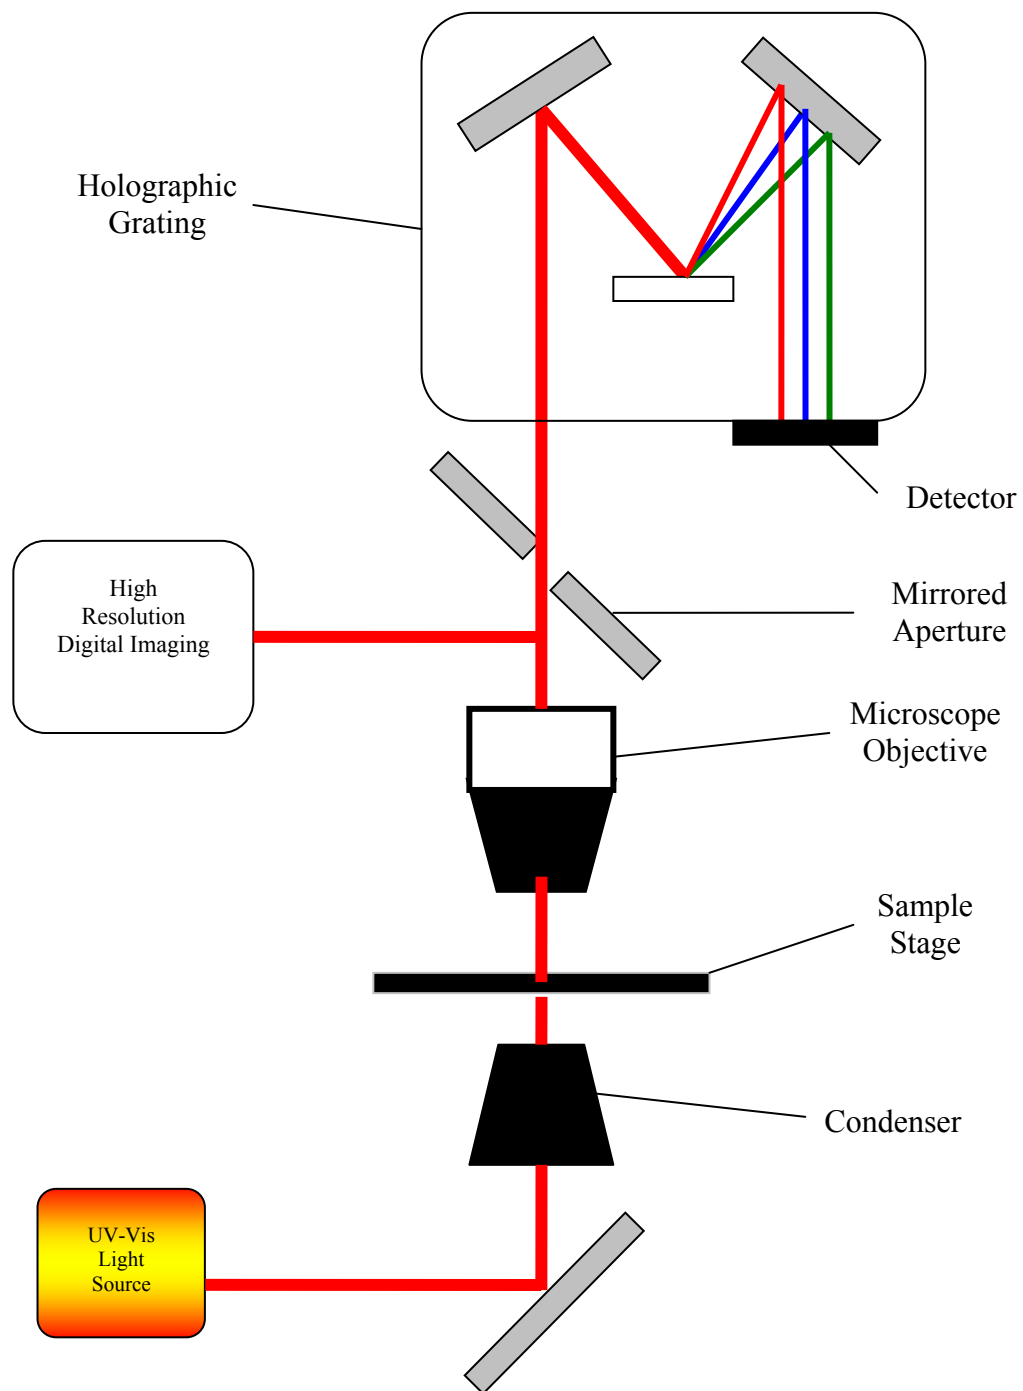 Holographic
Grating
Detector
High
Resolution
Digital Imaging
Mirrored
Aperture
Microscope
Objective
Sample
Stage
Condenser
UV-Vis
Light
Source